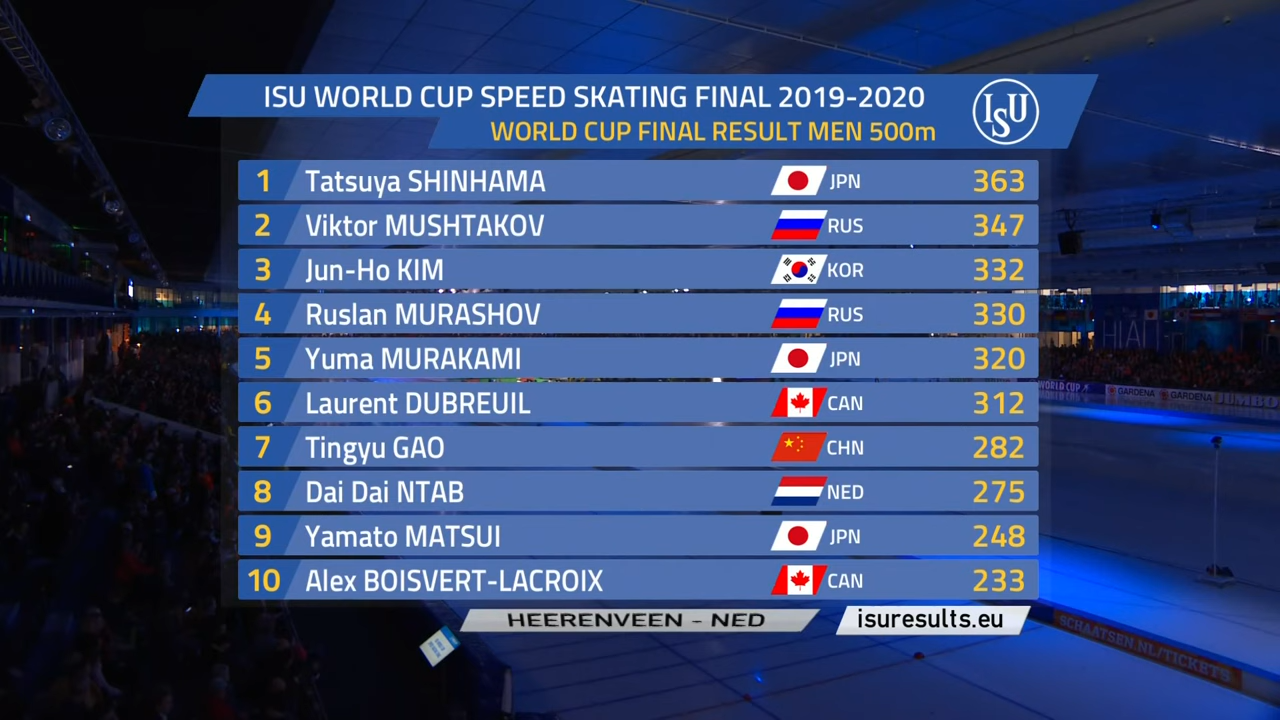 ISU WORLD CUP SPEED SKATING FINAL 2019-2020
ISU
WORLD CUP FINAL RESULT MEN 500m
1 Tatsuya SHINHAMA JPN 363
2 Viktor MUSHTAKOV RUS 347
3 Jun-Ho KIM KOR 332
4 Ruslan MURASHOV RUS 330
5 Yuma MURAKAMI JPN 320
6 Laurent DUBREUIL CAN 312
7 Tingyu GAO CHN 282
8 Dai Dai NTAB NED 275
9 Yamato MATSUI JPN 248
10 Alex BOISVERT-LACROIX CAN 233
HEERENVEEN - NED
isuresults.eu
WORLD CUP
GARDENA GARDENA
SCHAATSEN.NL/TICKETS